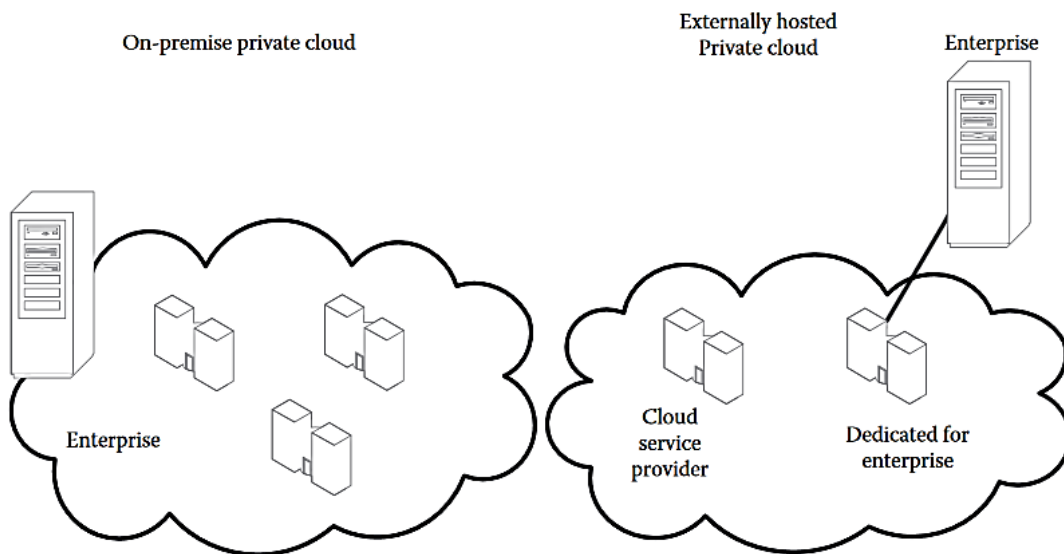 On-premise private cloud
Externally hosted
Private cloud
Enterprise
Enterprise
Cloud
service
provider
Dedicated for
enterprise